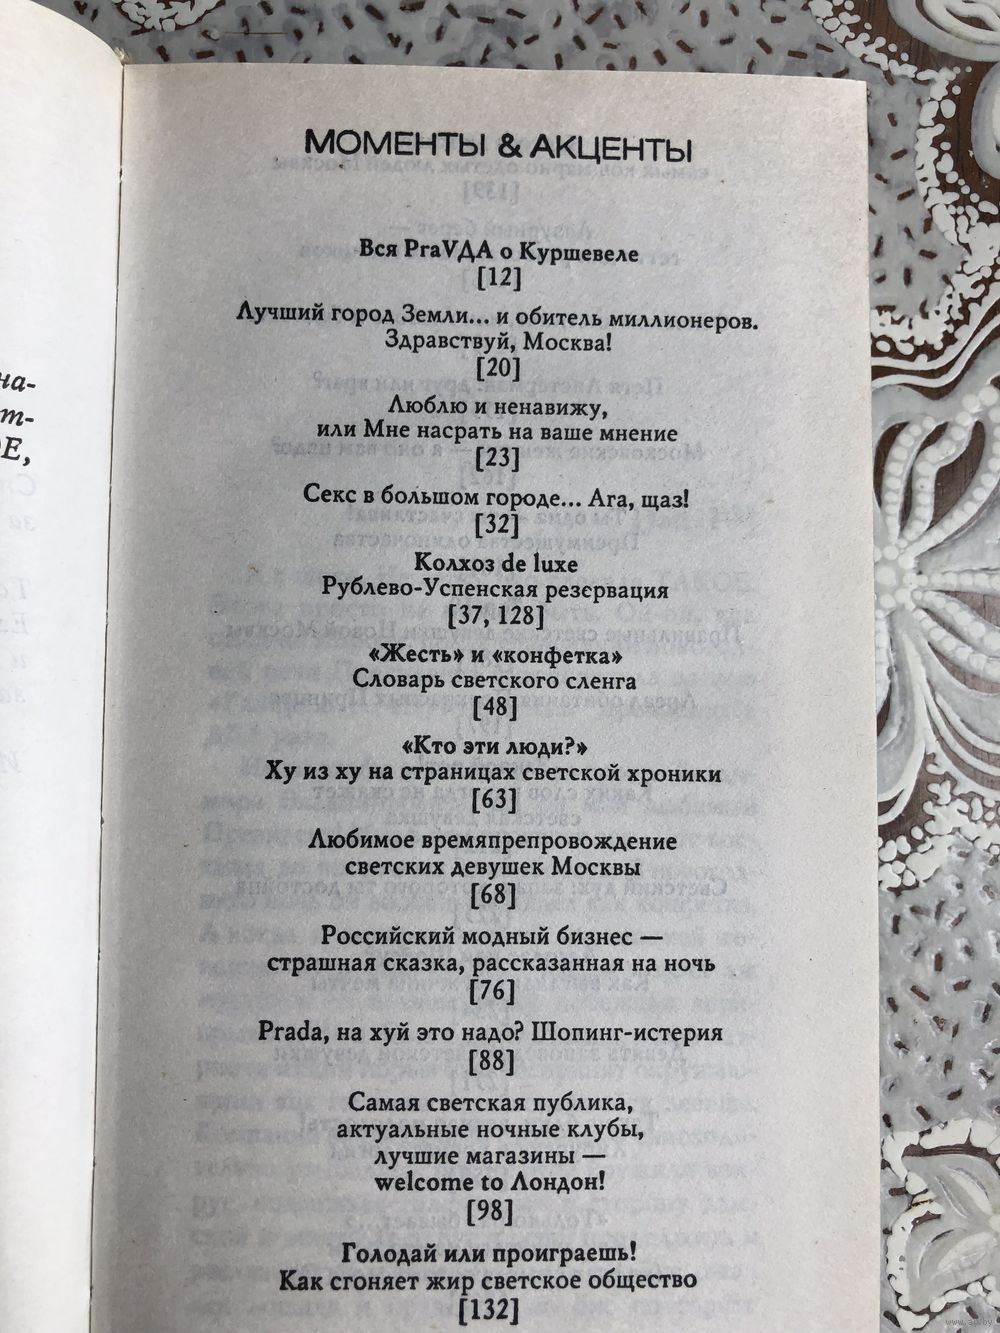 МОМЕНТЫ & АКЦЕНТЫ
Вся PraVДА о Куршевеле
[12]
Лучший город Земли... и обитель миллионеров.
Здравствуй, Москва!
[20]
Люблю и ненавижу,
или Мне насрать на ваше мнение
[23]
Секс в большом городе... Ага, щаз!
[32]
Колхоз de luxe
Рублево-Успенская резервация
[37, 128]
«Жесть» и «конфетка»
Словарь светского сленга
[48]
«Кто эти люди?»
Ху из ху на страницах светской хроники
[63]
Любимое времяпрепровождение
светских девушек Москвы
[68]
Российский модный бизнес —
страшная сказка, рассказанная на ночь
[76]
Prada, на хуй это надо? Шопинг-истерия
[88]
Самая светская публика,
актуальные ночные клубы,
лучшие магазины —
welcome to Лондон!
[98]
Голодай или проиграешь!
Как сгоняет жир светское общество
[132]
на-
т-
Е,
www.ay.by